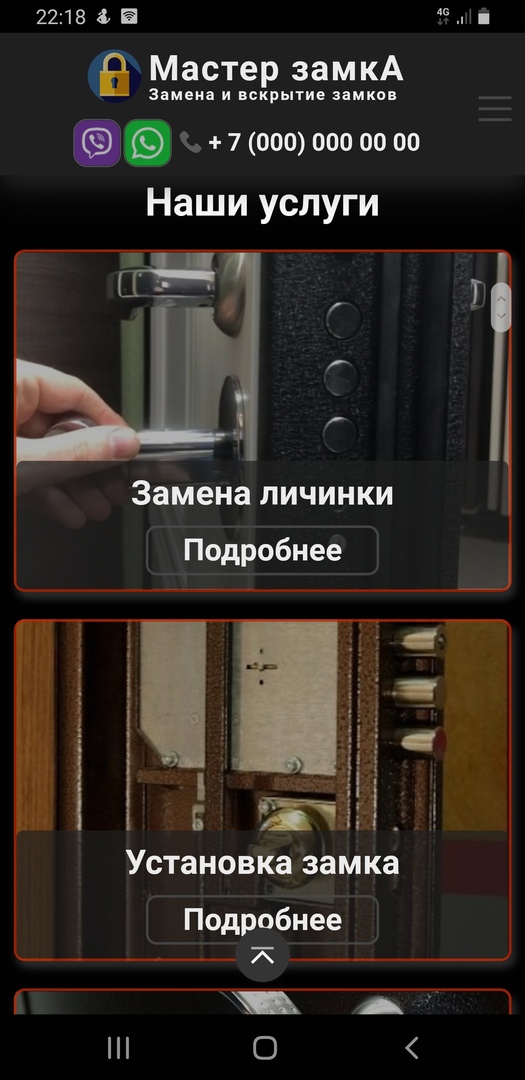 22:18
4G
Мастер замкА
Замена и вскрытие замков
+ 7 (000) 000 00 00
Наши услуги
Замена личинки
Подробнее
Установка замка
Подробнее